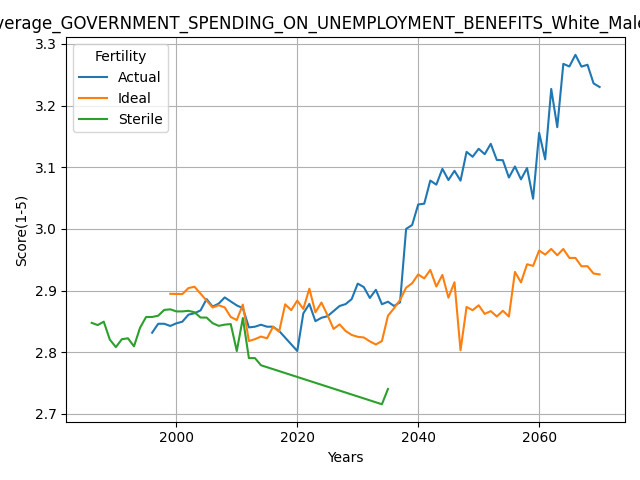 verage_GOVERNMENT_SPENDING_ON_UNEMPLOYMENT_BENEFITS_White_Male
Fertility
Actual
Ideal
Sterile
3.3
3.2
3.1
3.0
2.9
2.8
2.7
Score(1-5)
2000 2020 2040 2060
Years